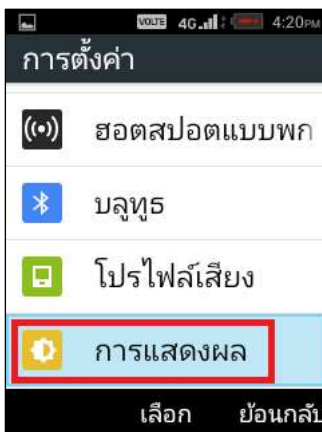 VOLTE 4G 4:20PM
การตั้งค่า
ฮอตสปอตแบบพก
บลูทูธ
โปรไฟล์เสียง
การแสดงผล
เลือก ย้อนกลับ